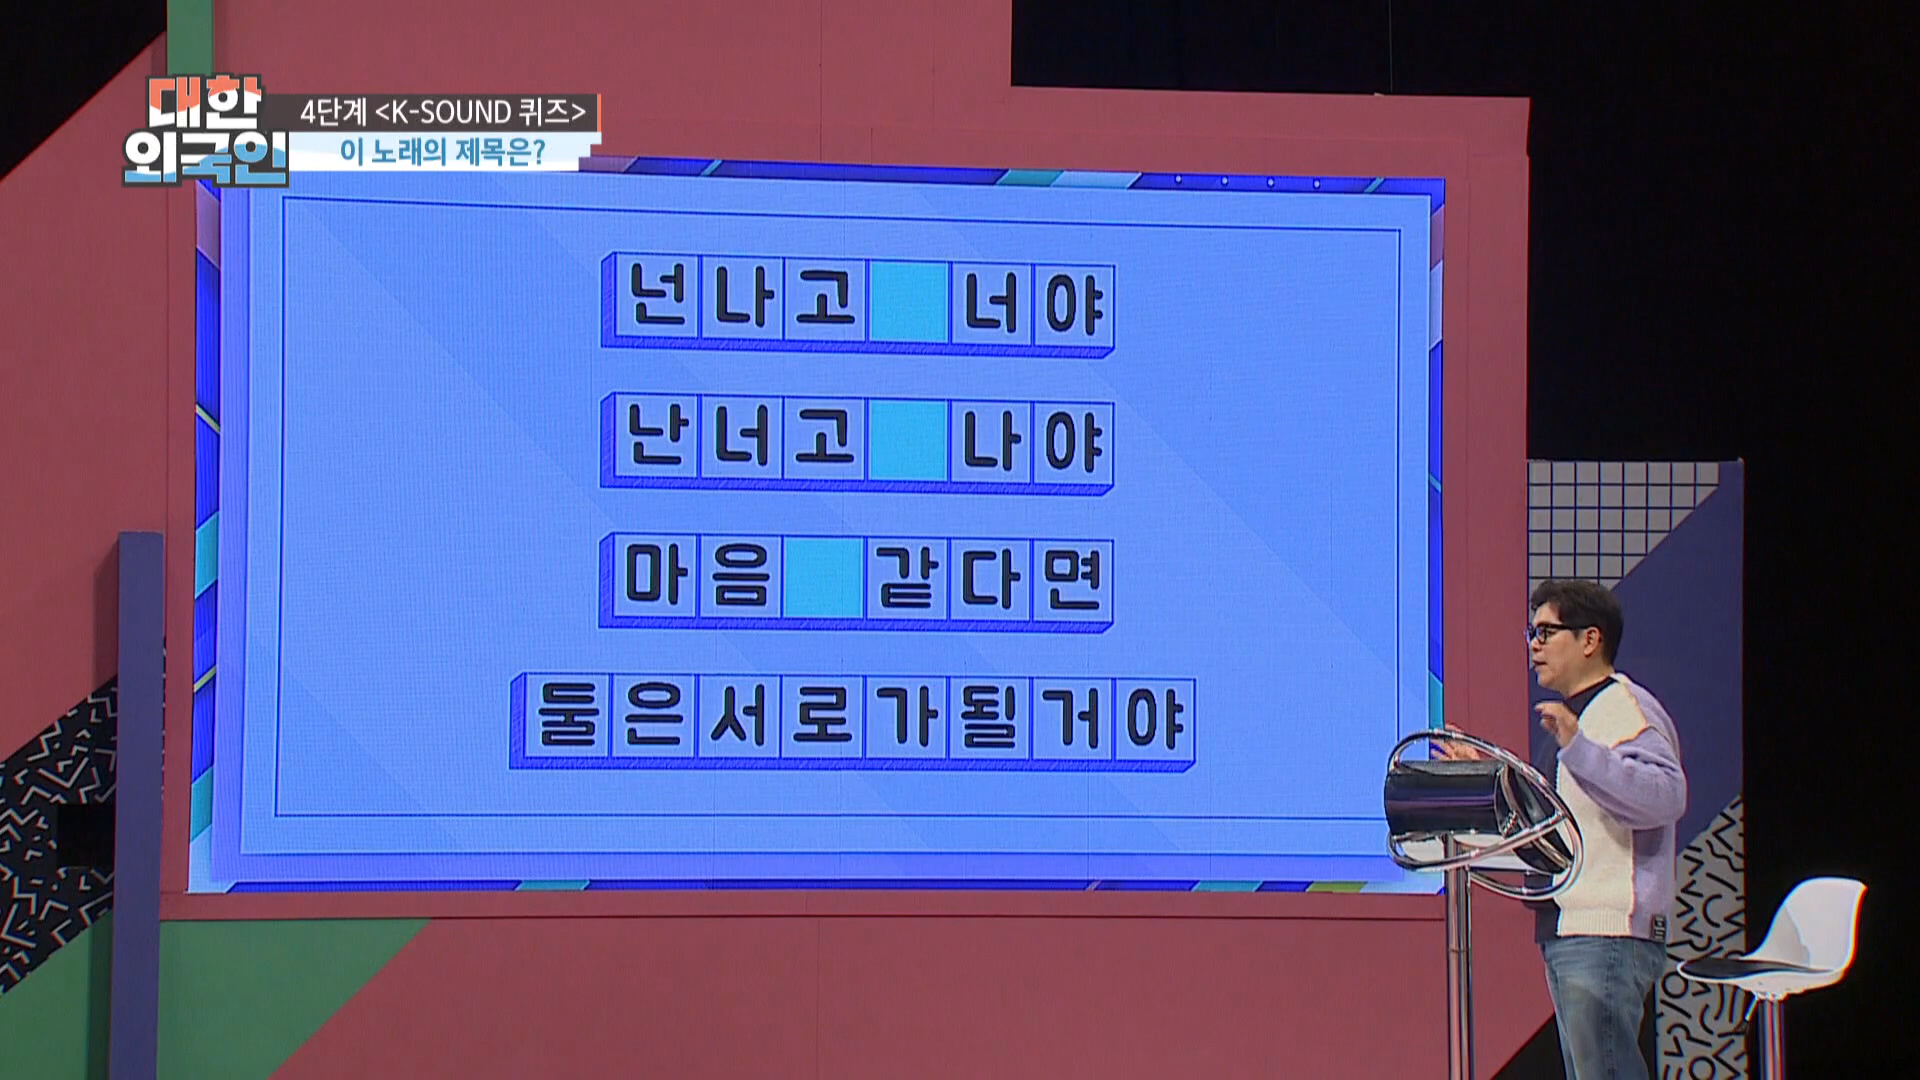 대한
외국인
4단계 <K-SOUND 퀴즈>
이 노래의 제목은?
넌나고 너야
난너고 나야
마음 같다면
둘은서로가될거야